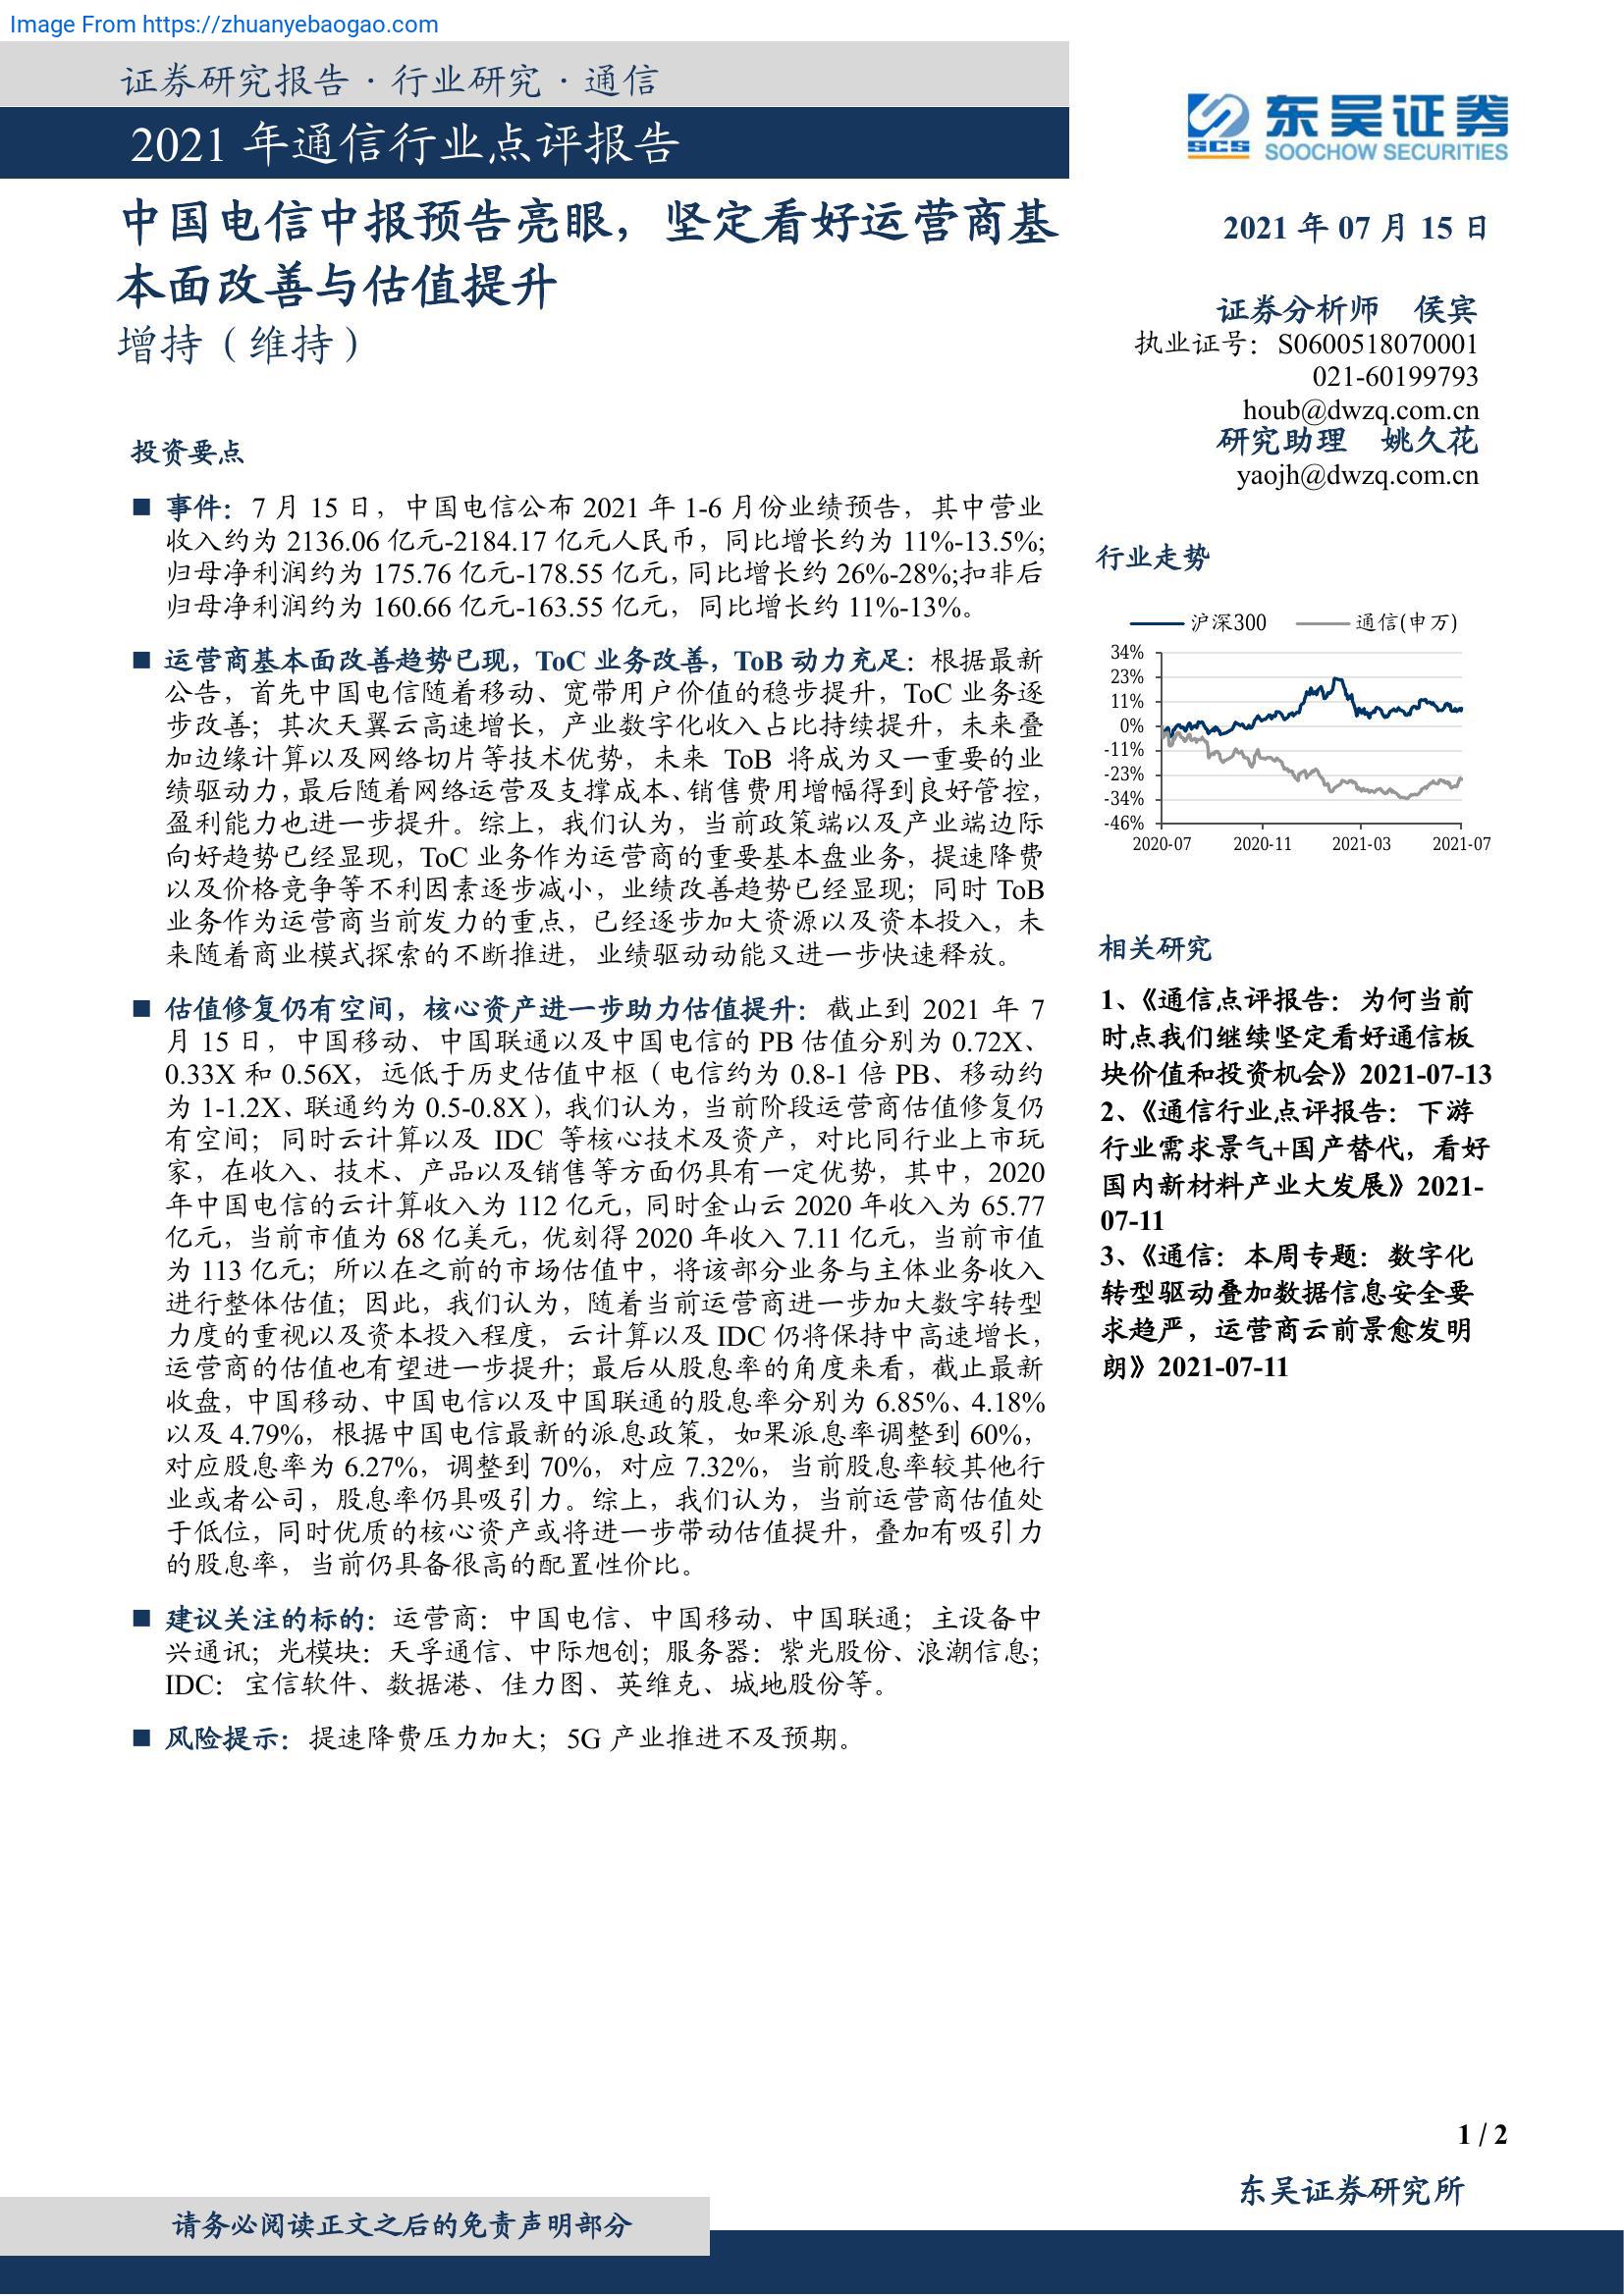 Image From https://zhuanyebaogao.com
证券研究报告·行业研究·通信
2021 年通信行业点评报告
中国电信中报预告亮眼，坚定看好运营商基
本面改善与估值提升
增持（维持）
投资要点
■ 事件：7 月 15 日，中国电信公布 2021 年 1-6 月份业绩预告，其中营业
收入约为 2136.06 亿元-2184.17 亿元人民币，同比增长约为 11%-13.5%;
归母净利润约为 175.76 亿元-178.55 亿元，同比增长约 26%-28%;扣非后
归母净利润约为 160.66 亿元-163.55 亿元，同比增长约 11%-13%。
■ 运营商基本面改善趋势已现，ToC 业务改善，ToB 动力充足：根据最新
公告，首先中国电信随着移动、宽带用户价值的稳步提升，ToC 业务逐
步改善；其次天翼云高速增长，产业数字化收入占比持续提升，未来叠
加边缘计算以及网络切片等技术优势，未来 ToB 将成为又一重要的业
绩驱动力，最后随着网络运营及支撑成本、销售费用增幅得到良好管控，
盈利能力也进一步提升。综上，我们认为，当前政策端以及产业端边际
向好趋势已经显现，ToC 业务作为运营商的重要基本盘业务，提速降费
以及价格竞争等不利因素逐步减小，业绩改善趋势已经显现；同时 ToB
业务作为运营商当前发力的重点，已经逐步加大资源以及资本投入，未
来随着商业模式探索的不断推进，业绩驱动动能又进一步快速释放。
■ 估值修复仍有空间，核心资产进一步助力估值提升：截止到 2021 年 7
月 15 日，中国移动、中国联通以及中国电信的 PB 估值分别为 0.72X、
0.33X 和 0.56X，远低于历史估值中枢（电信约为 0.8-1 倍 PB、移动约
为 1-1.2X、联通约为 0.5-0.8X），我们认为，当前阶段运营商估值修复仍
有空间；同时云计算以及 IDC 等核心技术及资产，对比同行业上市玩
家，在收入、技术、产品以及销售等方面仍具有一定优势，其中，2020
年中国电信的云计算收入为 112 亿元，同时金山云 2020 年收入为 65.77
亿元，当前市值为 68 亿美元，优刻得 2020 年收入 7.11 亿元，当前市值
为 113 亿元；所以在之前的市场估值中，将该部分业务与主体业务收入
进行整体估值；因此，我们认为，随着当前运营商进一步加大数字转型
力度的重视以及资本投入程度，云计算以及 IDC 仍将保持中高速增长，
运营商的估值也有望进一步提升；最后从股息率的角度来看，截止最新
收盘，中国移动、中国电信以及中国联通的股息率分别为 6.85%、4.18%
以及 4.79%，根据中国电信最新的派息政策，如果派息率调整到 60%，
对应股息率为 6.27%，调整到 70%，对应 7.32%，当前股息率较其他行
业或者公司，股息率仍具吸引力。综上，我们认为，当前运营商估值处
于低位，同时优质的核心资产或将进一步带动估值提升，叠加有吸引力
的股息率，当前仍具备很高的配置性价比。
■ 建议关注的标的：运营商：中国电信、中国移动、中国联通；主设备中
兴通讯；光模块：天孚通信、中际旭创；服务器：紫光股份、浪潮信息；
IDC：宝信软件、数据港、佳力图、英维克、城地股份等。
■ 风险提示：提速降费压力加大；5G 产业推进不及预期。
东吴证券
SCS
SOOCHOW SECURITIES
2021 年 07 月 15 日
证券分析师 侯宾
执业证号：S0600518070001
021-60199793
houb@dwzq.com.cn
研究助理 姚久花
yaojh@dwzq.com.cn
行业走势
沪深300 通信(申万)
34%
23%
11%
0%
-11%
-23%
-34%
-46%
2020-07 2020-11 2021-03 2021-07
相关研究
1、《通信点评报告：为何当前
时点我们继续坚定看好通信板
块价值和投资机会》2021-07-13
2、《通信行业点评报告：下游
行业需求景气+国产替代，看好
国内新材料产业大发展》2021-
07-11
3、《通信：本周专题：数字化
转型驱动叠加数据信息安全要
求趋严，运营商云前景愈发明
朗》2021-07-11
1 / 2
东吴证券研究所
请务必阅读正文之后的免责声明部分